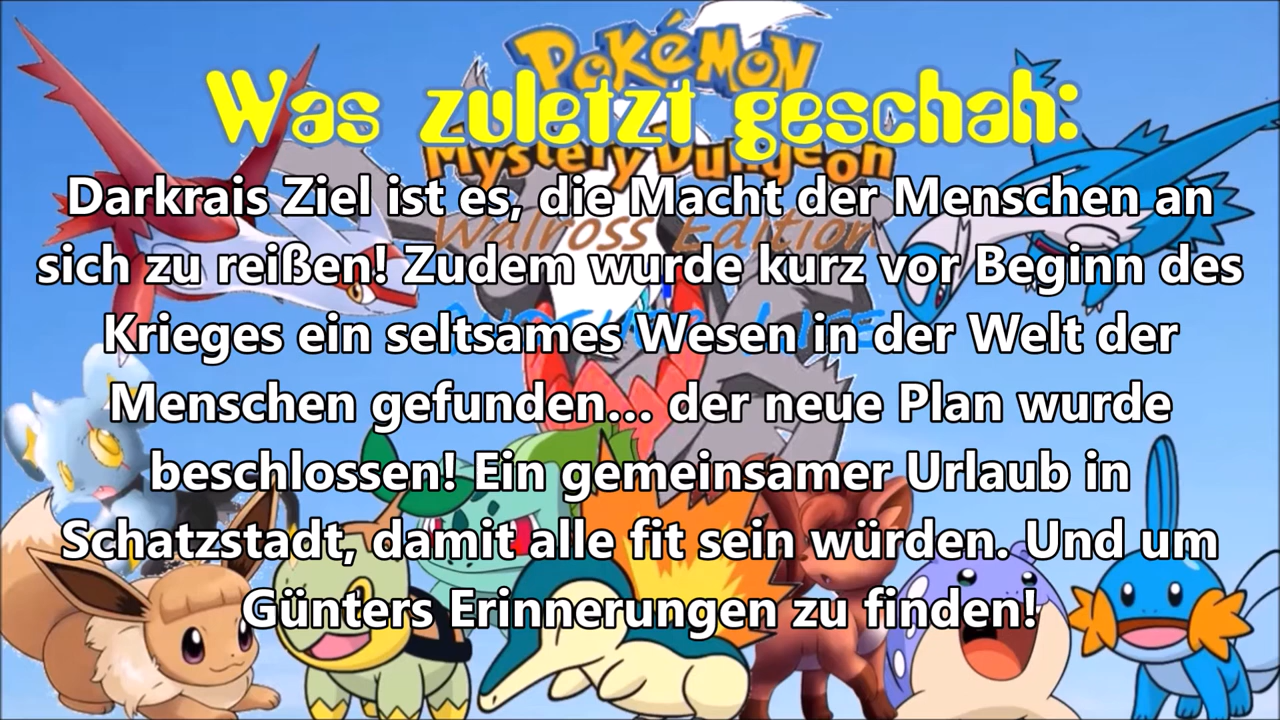 Pokémon
Was zuletzt geschah:
Mystery Dungeon
Darkrais Ziel ist es, die Macht der Menschen an
Walross Edition
sich zu reißen! Zudem wurde kurz vor Beginn des
Krieges ein seltsames Wesen in der Welt der
Menschen gefunden... der neue Plan wurde
beschlossen! Ein gemeinsamer Urlaub in
Schatzstadt, damit alle fit sein würden. Und um
Günters Erinnerungen zu finden!